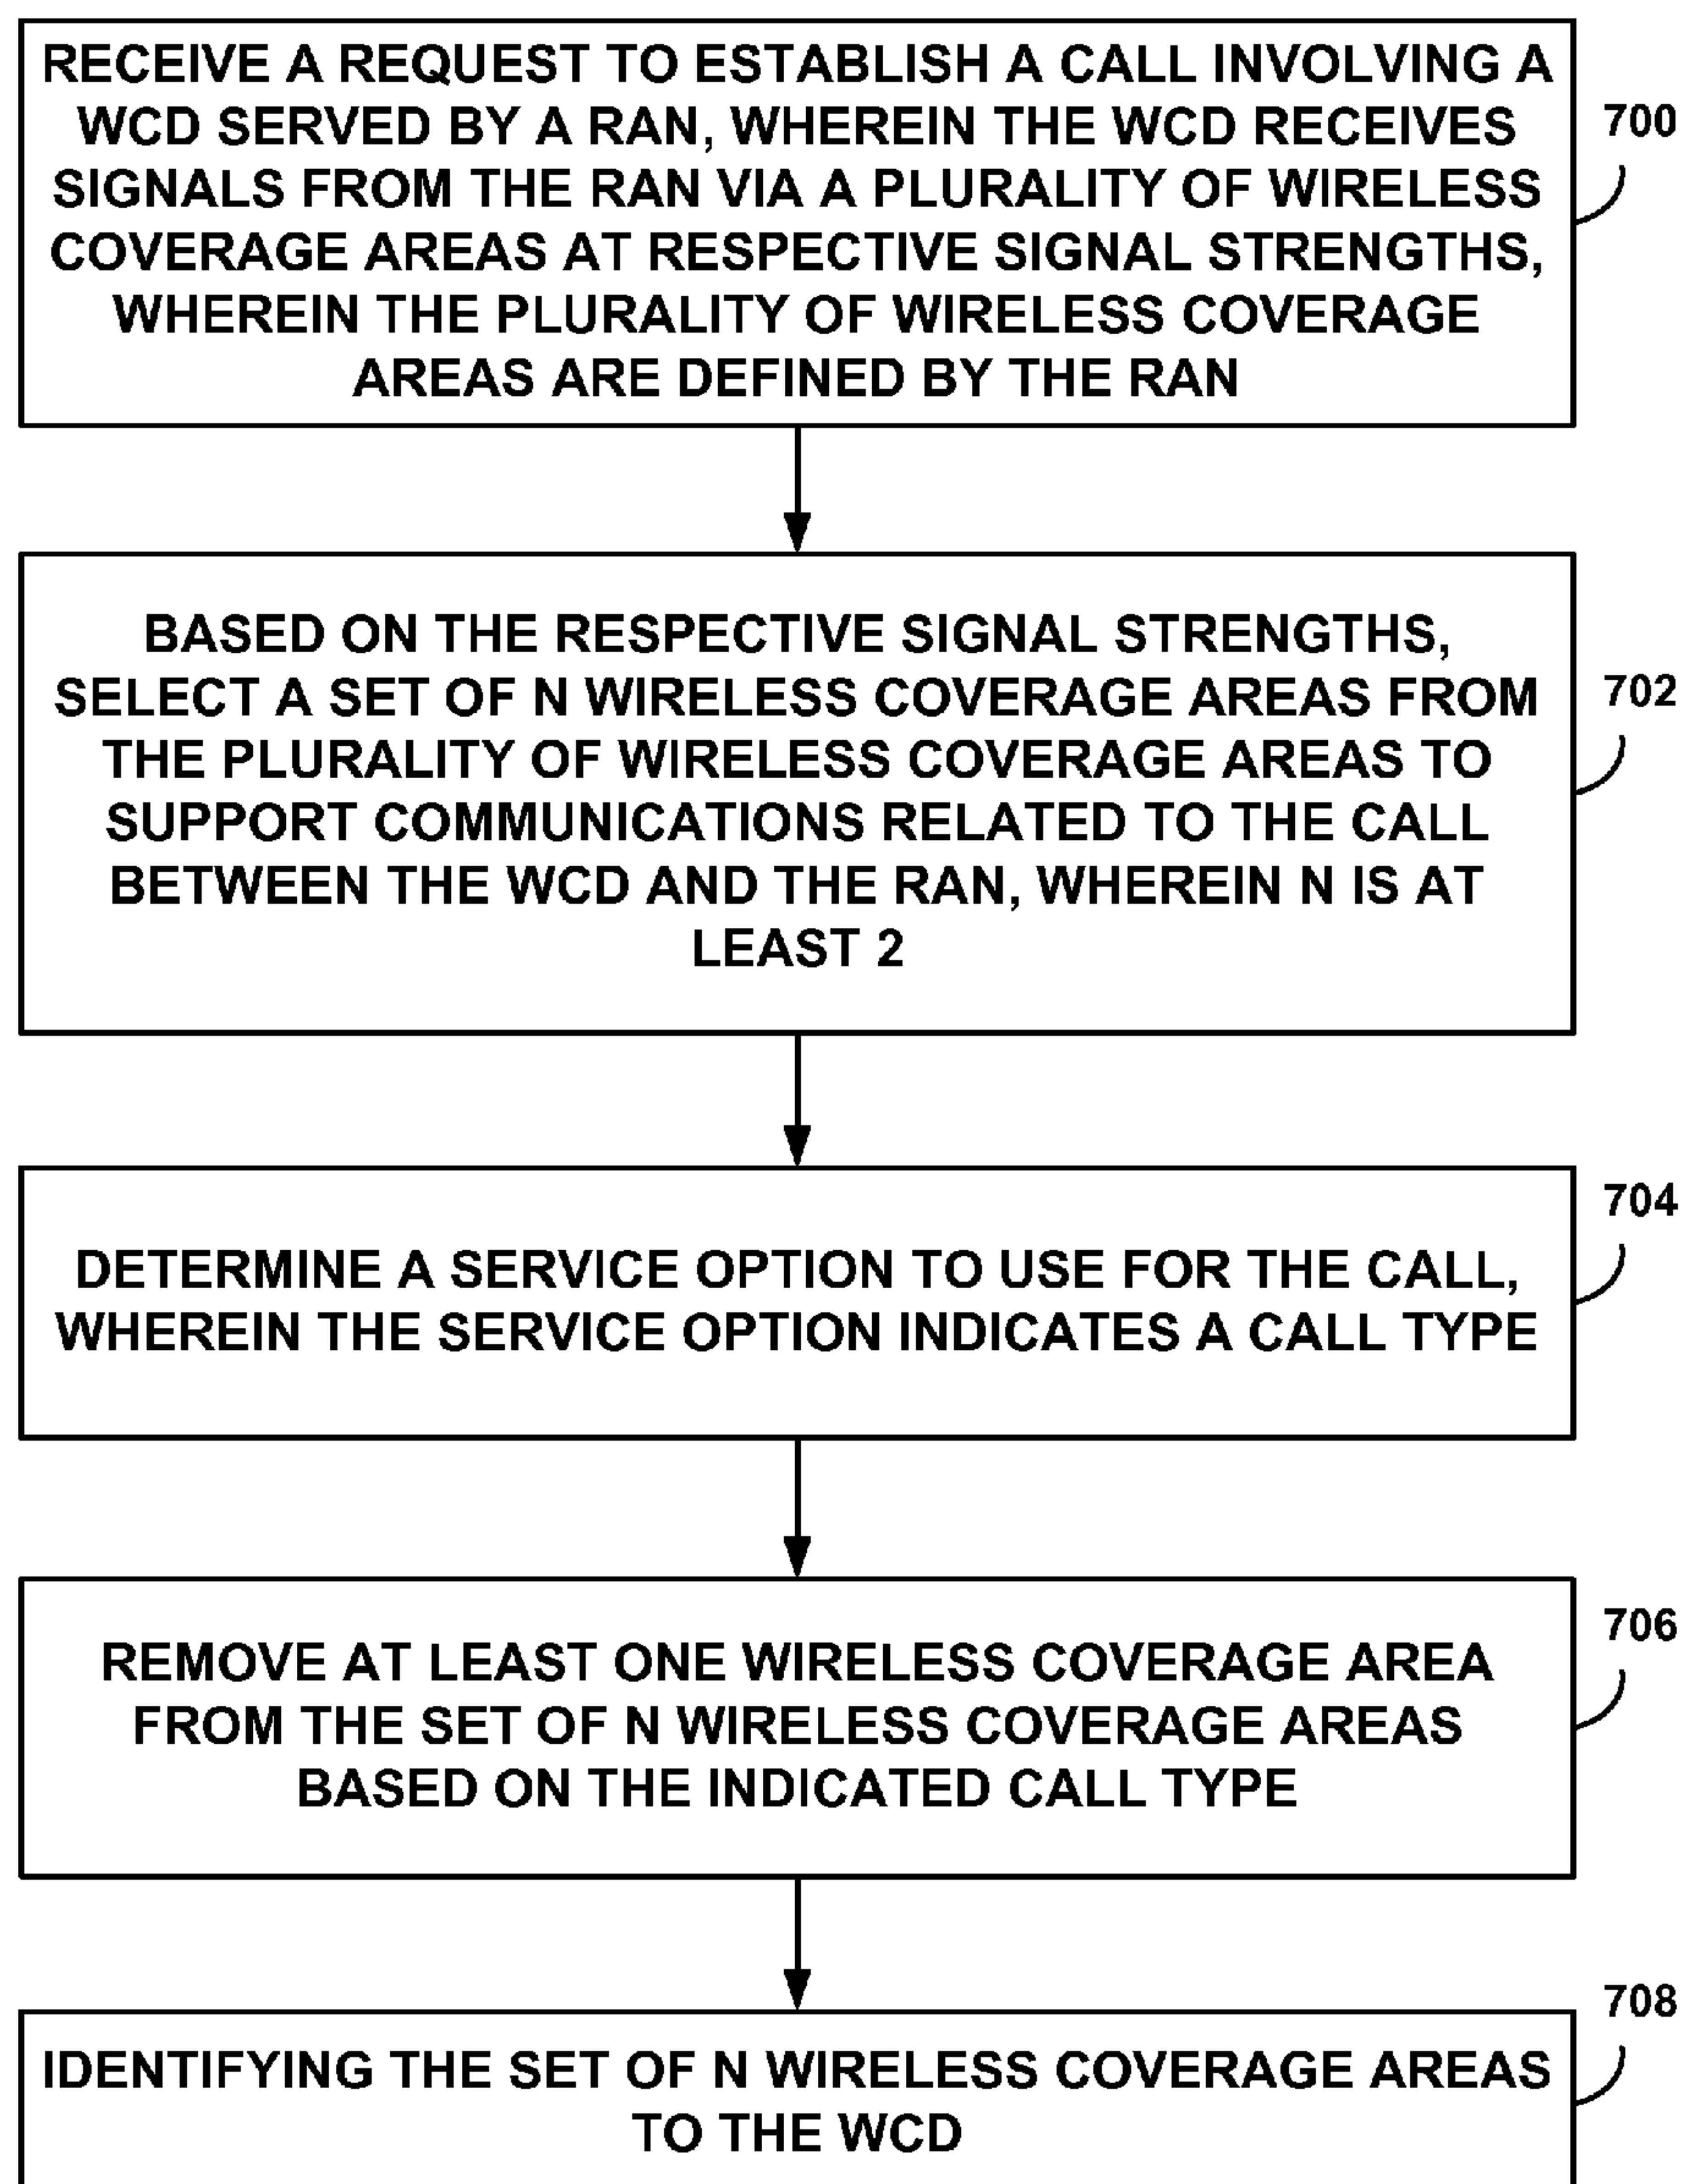 RECEIVE A REQUEST TO ESTABLISH A CALL INVOLVING A
WCD SERVED BY A RAN, WHEREIN THE WCD RECEIVES
SIGNALS FROM THE RAN VIA A PLURALITY OF WIRELESS
COVERAGE AREAS AT RESPECTIVE SIGNAL STRENGTHS,
WHEREIN THE PLURALITY OF WIRELESS COVERAGE
AREAS ARE DEFINED BY THE RAN
700
BASED ON THE RESPECTIVE SIGNAL STRENGTHS,
SELECT A SET OF N WIRELESS COVERAGE AREAS FROM
THE PLURALITY OF WIRELESS COVERAGE AREAS TO
SUPPORT COMMUNICATIONS RELATED TO THE CALL
BETWEEN THE WCD AND THE RAN, WHEREIN N IS AT
LEAST 2
702
DETERMINE A SERVICE OPTION TO USE FOR THE CALL,
WHEREIN THE SERVICE OPTION INDICATES A CALL TYPE
704
REMOVE AT LEAST ONE WIRELESS COVERAGE AREA
FROM THE SET OF N WIRELESS COVERAGE AREAS
BASED ON THE INDICATED CALL TYPE
706
IDENTIFYING THE SET OF N WIRELESS COVERAGE AREAS
TO THE WCD
708